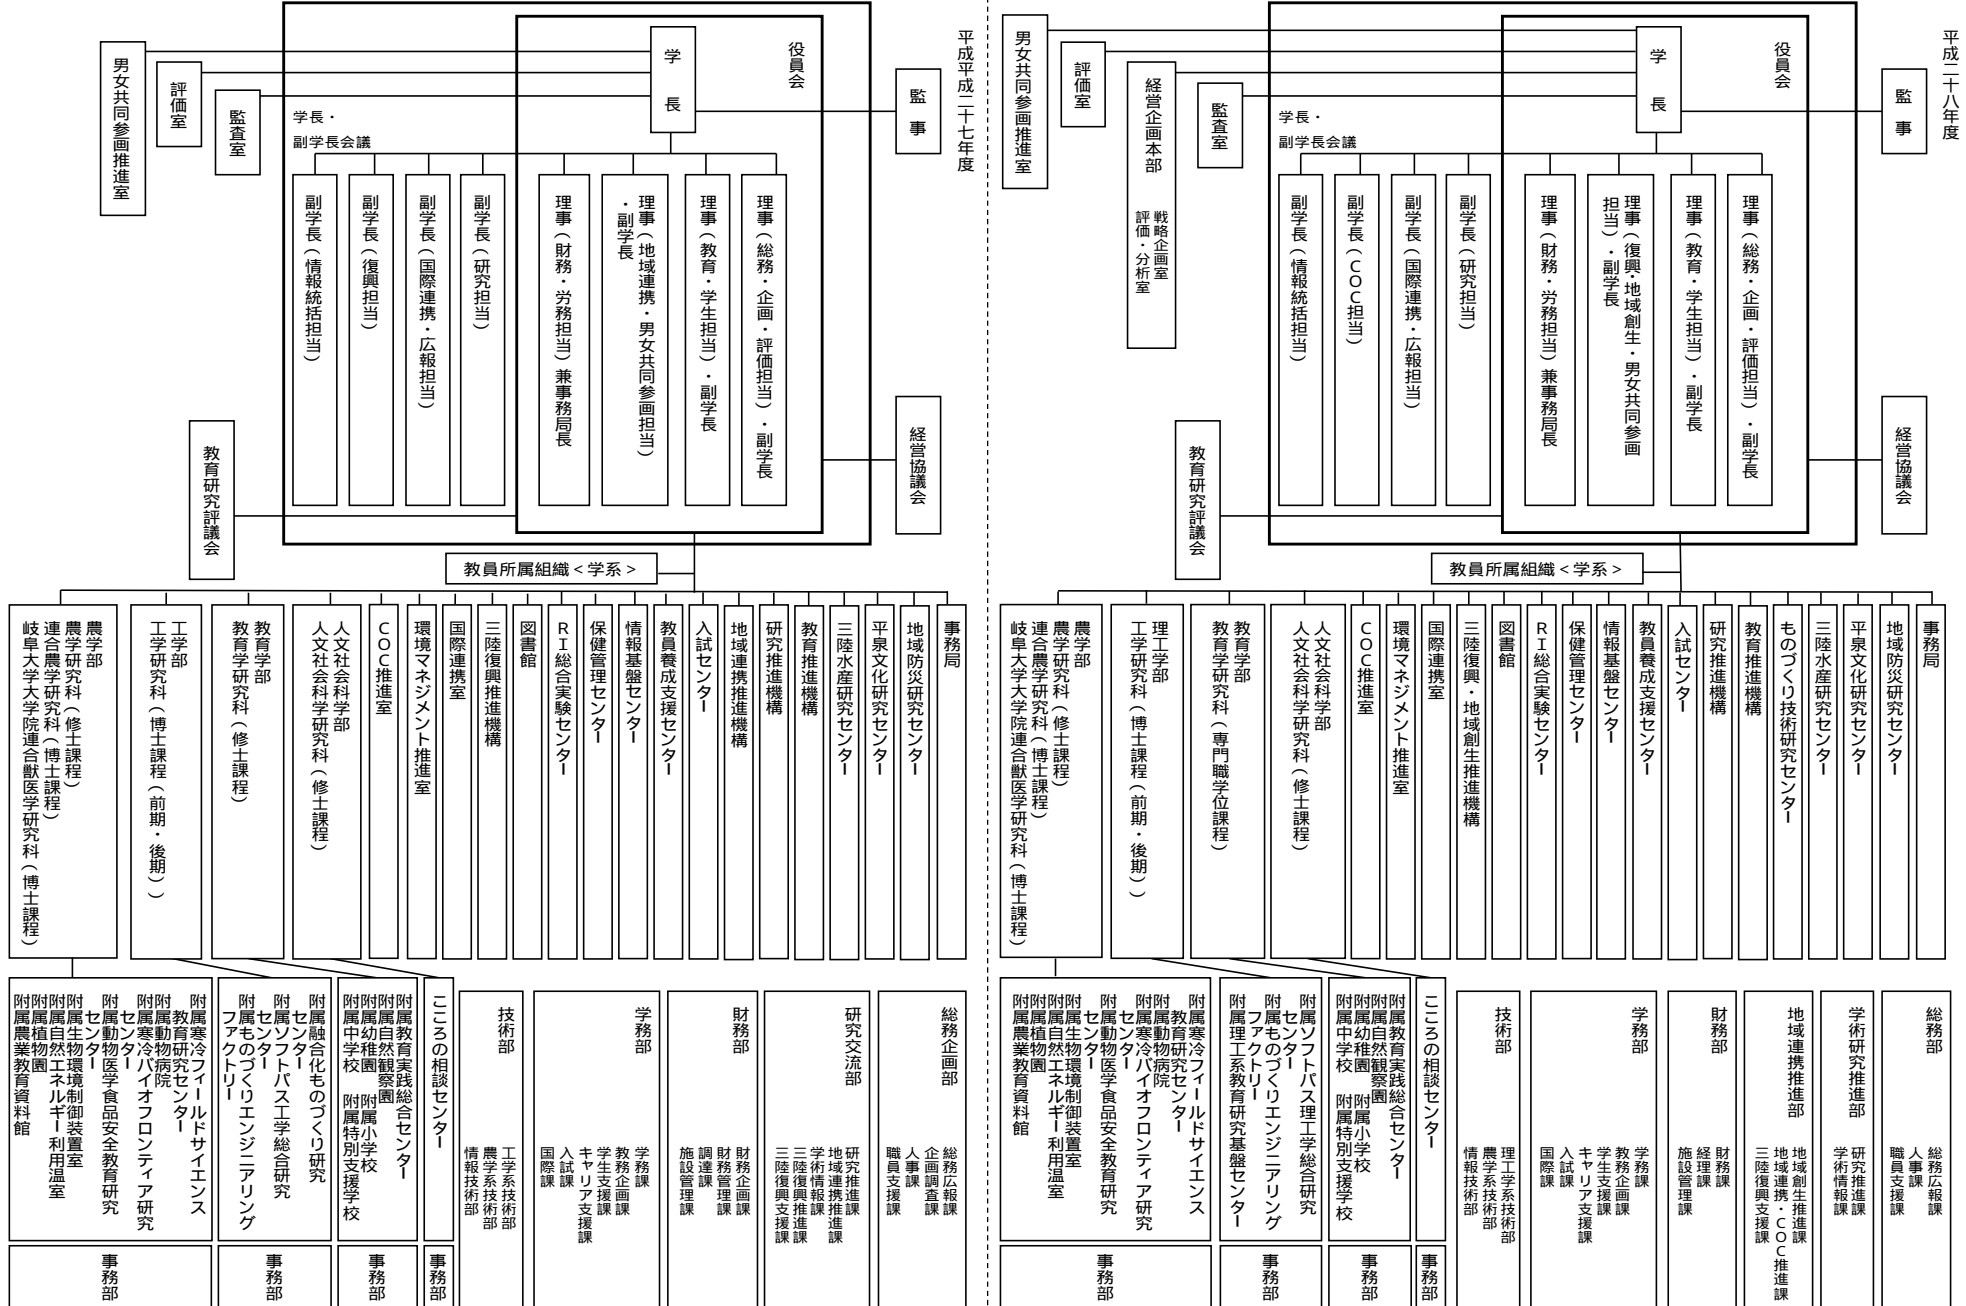 平成二十八年度
監事
役員会
学長
学長・
副学長会議
監査室
経営企画本部
戦略企画室
評価・分析室
評価室
男女共同参画推進室
理事(総務・企画・評価担当)・副学長
理事(教育・学生担当)・副学長
理事(復興・地域創生・男女共同参画
担当)・副学長
理事(財務・労務担当)兼事務局長
副学長(研究担当)
副学長(国際連携・広報担当)
副学長(COC担当)
副学長(情報統括担当)
経営協議会
教育研究評議会
教員所属組織<学系>
事務局
地域防災研究センター
平泉文化研究センター
三陸水産研究センター
ものづくり技術研究センター
教育推進機構
研究推進機構
入試センター
教員養成支援センター
情報基盤センター
保健管理センター
RI総合実験センター
図書館
三陸復興・地域創生推進機構
国際連携室
環境マネジメント推進室
COC推進室
人文社会科学部
人文社会科学研究科(修士課程)
教育学部
教育学研究科(専門職学位課程)
理工学部
工学研究科(博士課程(前期・後期))
農学部
農学研究科(修士課程)
連合農学研究科(博士課程)
岐阜大学大学院連合獣医学研究科(博士課程)
総務部
総務広報課
人事課
職員支援課
学術研究推進部
研究推進課
学術情報課
地域連携推進部
地域創生推進課
地域連携・COC推進課
三陸復興支援課
財務部
財務課
経理課
施設管理課
学務部
学務課
教務企画課
学生支援課
キャリア支援課
入試課
国際課
技術部
理工学系技術部
農学系技術部
情報技術部
こころの相談センター
事務部
附属教育実践総合センター
附属自然観察園
附属幼稚園 附属小学校
附属中学校 附属特別支援学校
事務部
附属ソフトパス理工学総合研究
センター
附属ものづくりエンジニアリング
ファクトリー
附属理工系教育研究基盤センター
事務部
附属寒冷フィールドサイエンス
教育研究センター
附属動物病院
附属寒冷バイオフロンティア研究
センター
附属動物医学食品安全教育研究
センター
附属生物環境制御装置室
附属自然エネルギー利用温室
附属植物園
附属農業教育資料館
事務部
平成平成二十七年度
監事
役員会
学長
学長・
副学長会議
監査室
評価室
男女共同参画推進室
理事(総務・企画・評価担当)・副学長
理事(教育・学生担当)・副学長
理事(地域連携・男女共同参画担当)
・副学長
理事(財務・労務担当)兼事務局長
副学長(研究担当)
副学長(国際連携・広報担当)
副学長(復興担当)
副学長(情報統括担当)
経営協議会
教育研究評議会
教員所属組織<学系>
事務局
地域防災研究センター
平泉文化研究センター
三陸水産研究センター
教育推進機構
研究推進機構
地域連携推進機構
入試センター
教員養成支援センター
情報基盤センター
保健管理センター
RI総合実験センター
図書館
三陸復興推進機構
国際連携室
環境マネジメント推進室
COC推進室
人文社会科学部
人文社会科学研究科(修士課程)
教育学部
教育学研究科(修士課程)
工学部
工学研究科(博士課程(前期・後期))
農学部
農学研究科(修士課程)
連合農学研究科(博士課程)
岐阜大学大学院連合獣医学研究科(博士課程)
総務企画部
総務広報課
企画調査課
人事課
職員支援課
研究交流部
研究推進課
地域連携推進課
学術情報課
三陸復興推進課
三陸復興支援課
財務部
財務企画課
財務管理課
調達課
施設管理課
学務部
学務課
教務企画課
学生支援課
キャリア支援課
入試課
国際課
技術部
工学系技術部
農学系技術部
情報技術部
こころの相談センター
事務部
附属教育実践総合センター
附属自然観察園
附属幼稚園 附属小学校
附属中学校 附属特別支援学校
事務部
附属融合化ものづくり研究
センター
附属ソフトパス工学総合研究
センター
附属ものづくりエンジニアリング
ファクトリー
事務部
附属寒冷フィールドサイエンス
教育研究センター
附属動物病院
附属寒冷バイオフロンティア研究
センター
附属動物医学食品安全教育研究
センター
附属生物環境制御装置室
附属自然エネルギー利用温室
附属植物園
附属農業教育資料館
事務部